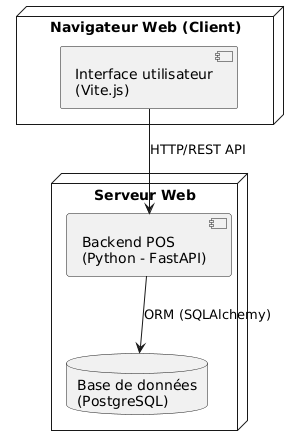 Navigateur Web (Client)
Interface utilisateur
(Vite.js)
HTTP/REST API
Serveur Web
Backend POS
(Python - FastAPI)
ORM (SQLAlchemy)
Base de données
(PostgreSQL)